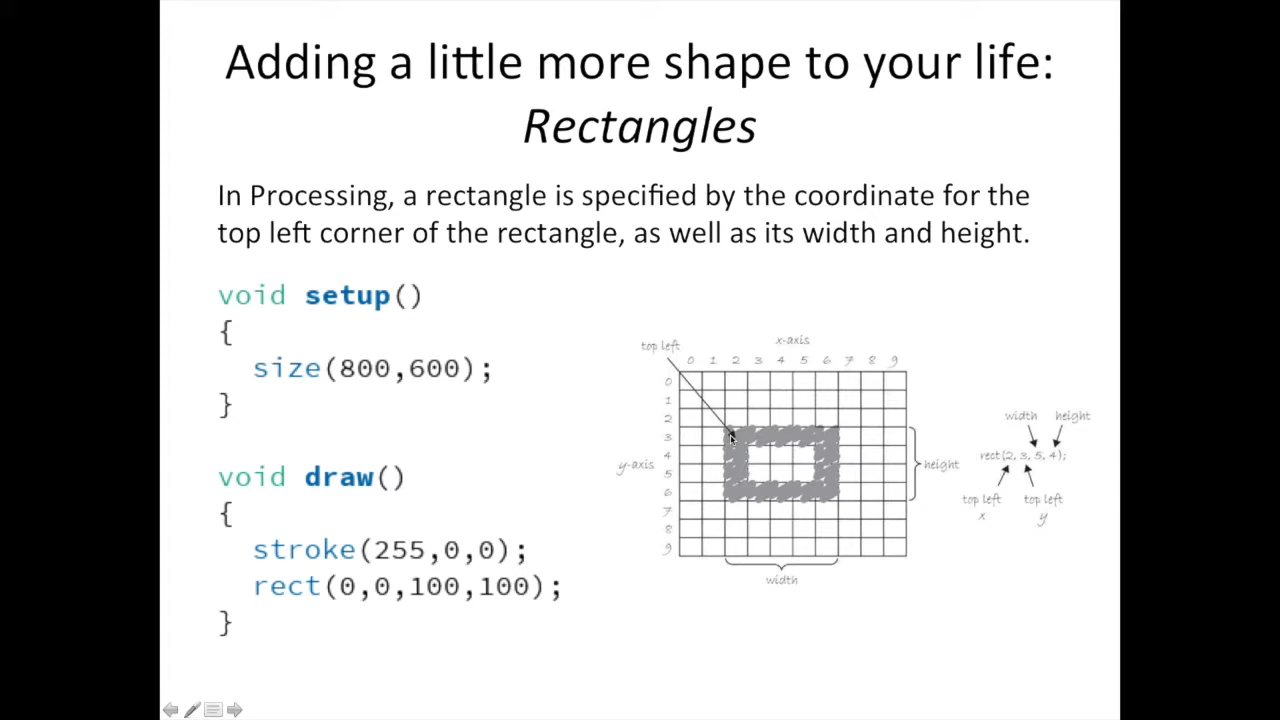 Adding a little more shape to your life:
Rectangles
In Processing, a rectangle is specified by the coordinate for the
top left corner of the rectangle, as well as its width and height.
void setup()
{
size(800,600);
}
void draw()
{
stroke(255,0,0);
rect(0,0,100,100);
}
x-axis
top left
0 1 2 3 4 5 6 7 8 9
0
1
2
3
4
5
6
7
8
9
y-axis
height
width
width height
rect(2, 3, 5, 4);
top left top left
x y